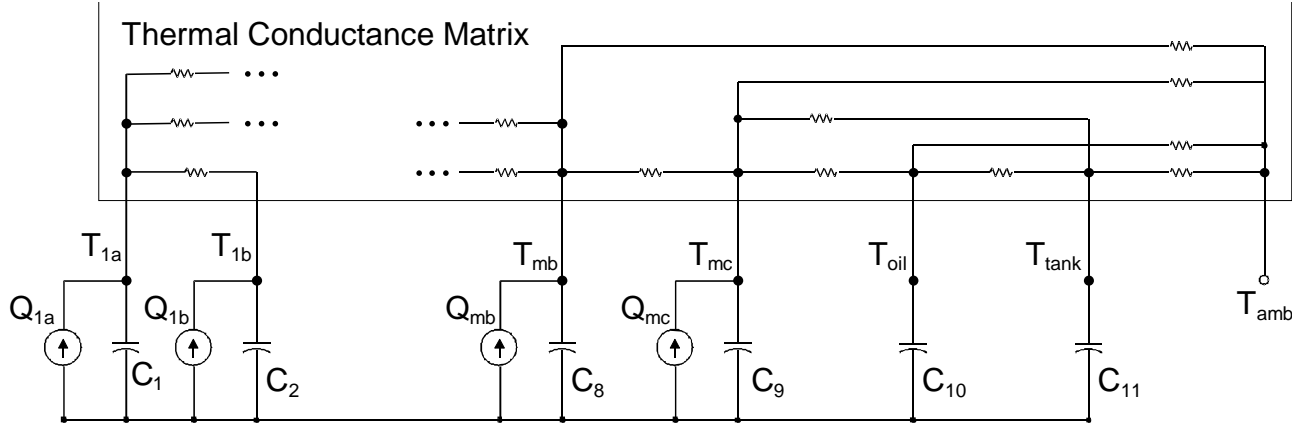 Thermal Conductance Matrix
T1a
T1b
Tmb
Tmc
Toil
Ttank
Tamb
Q1a
Q1b
Qmb
Qmc
C1
C2
C8
C9
C10
C11